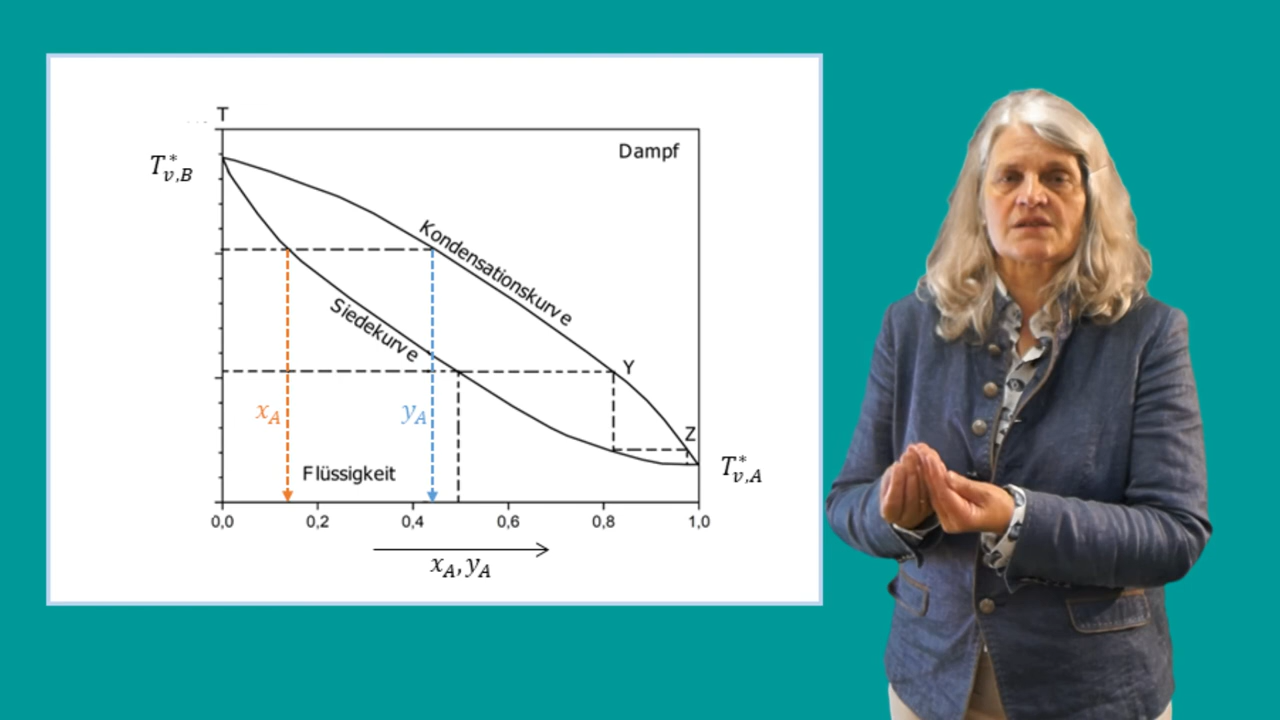 T
Dampf
T*v,B
Kondensationskurve
Siedekurve
Y
xA
yA
Z
T*v,A
Flüssigkeit
0,0 0,2 0,4 0,6 0,8 1,0
xA, yA